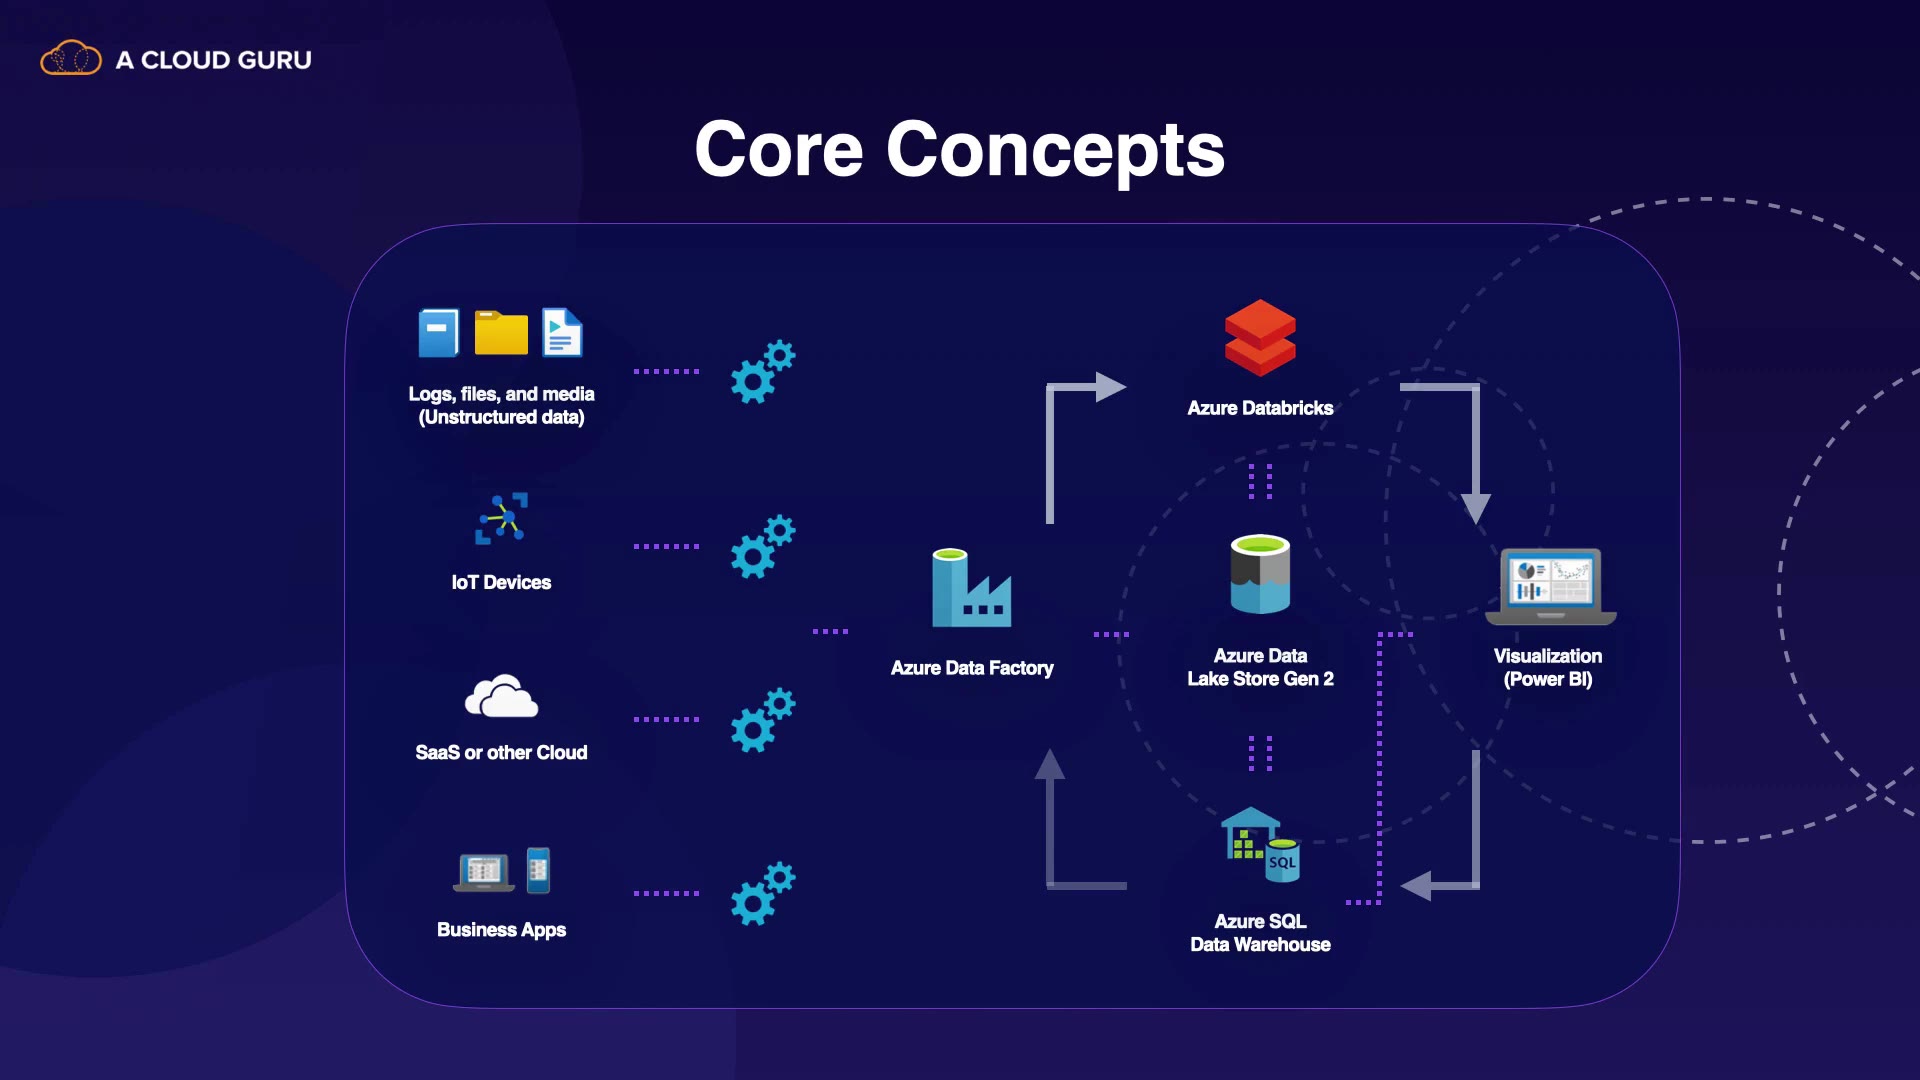 A CLOUD GURU
Core Concepts
Logs, files, and media
(Unstructured data)
IoT Devices
SaaS or other Cloud
Business Apps
Azure Data Factory
Azure Databricks
Azure Data
Lake Store Gen 2
SQL
Azure SQL
Data Warehouse
Visualization
(Power BI)